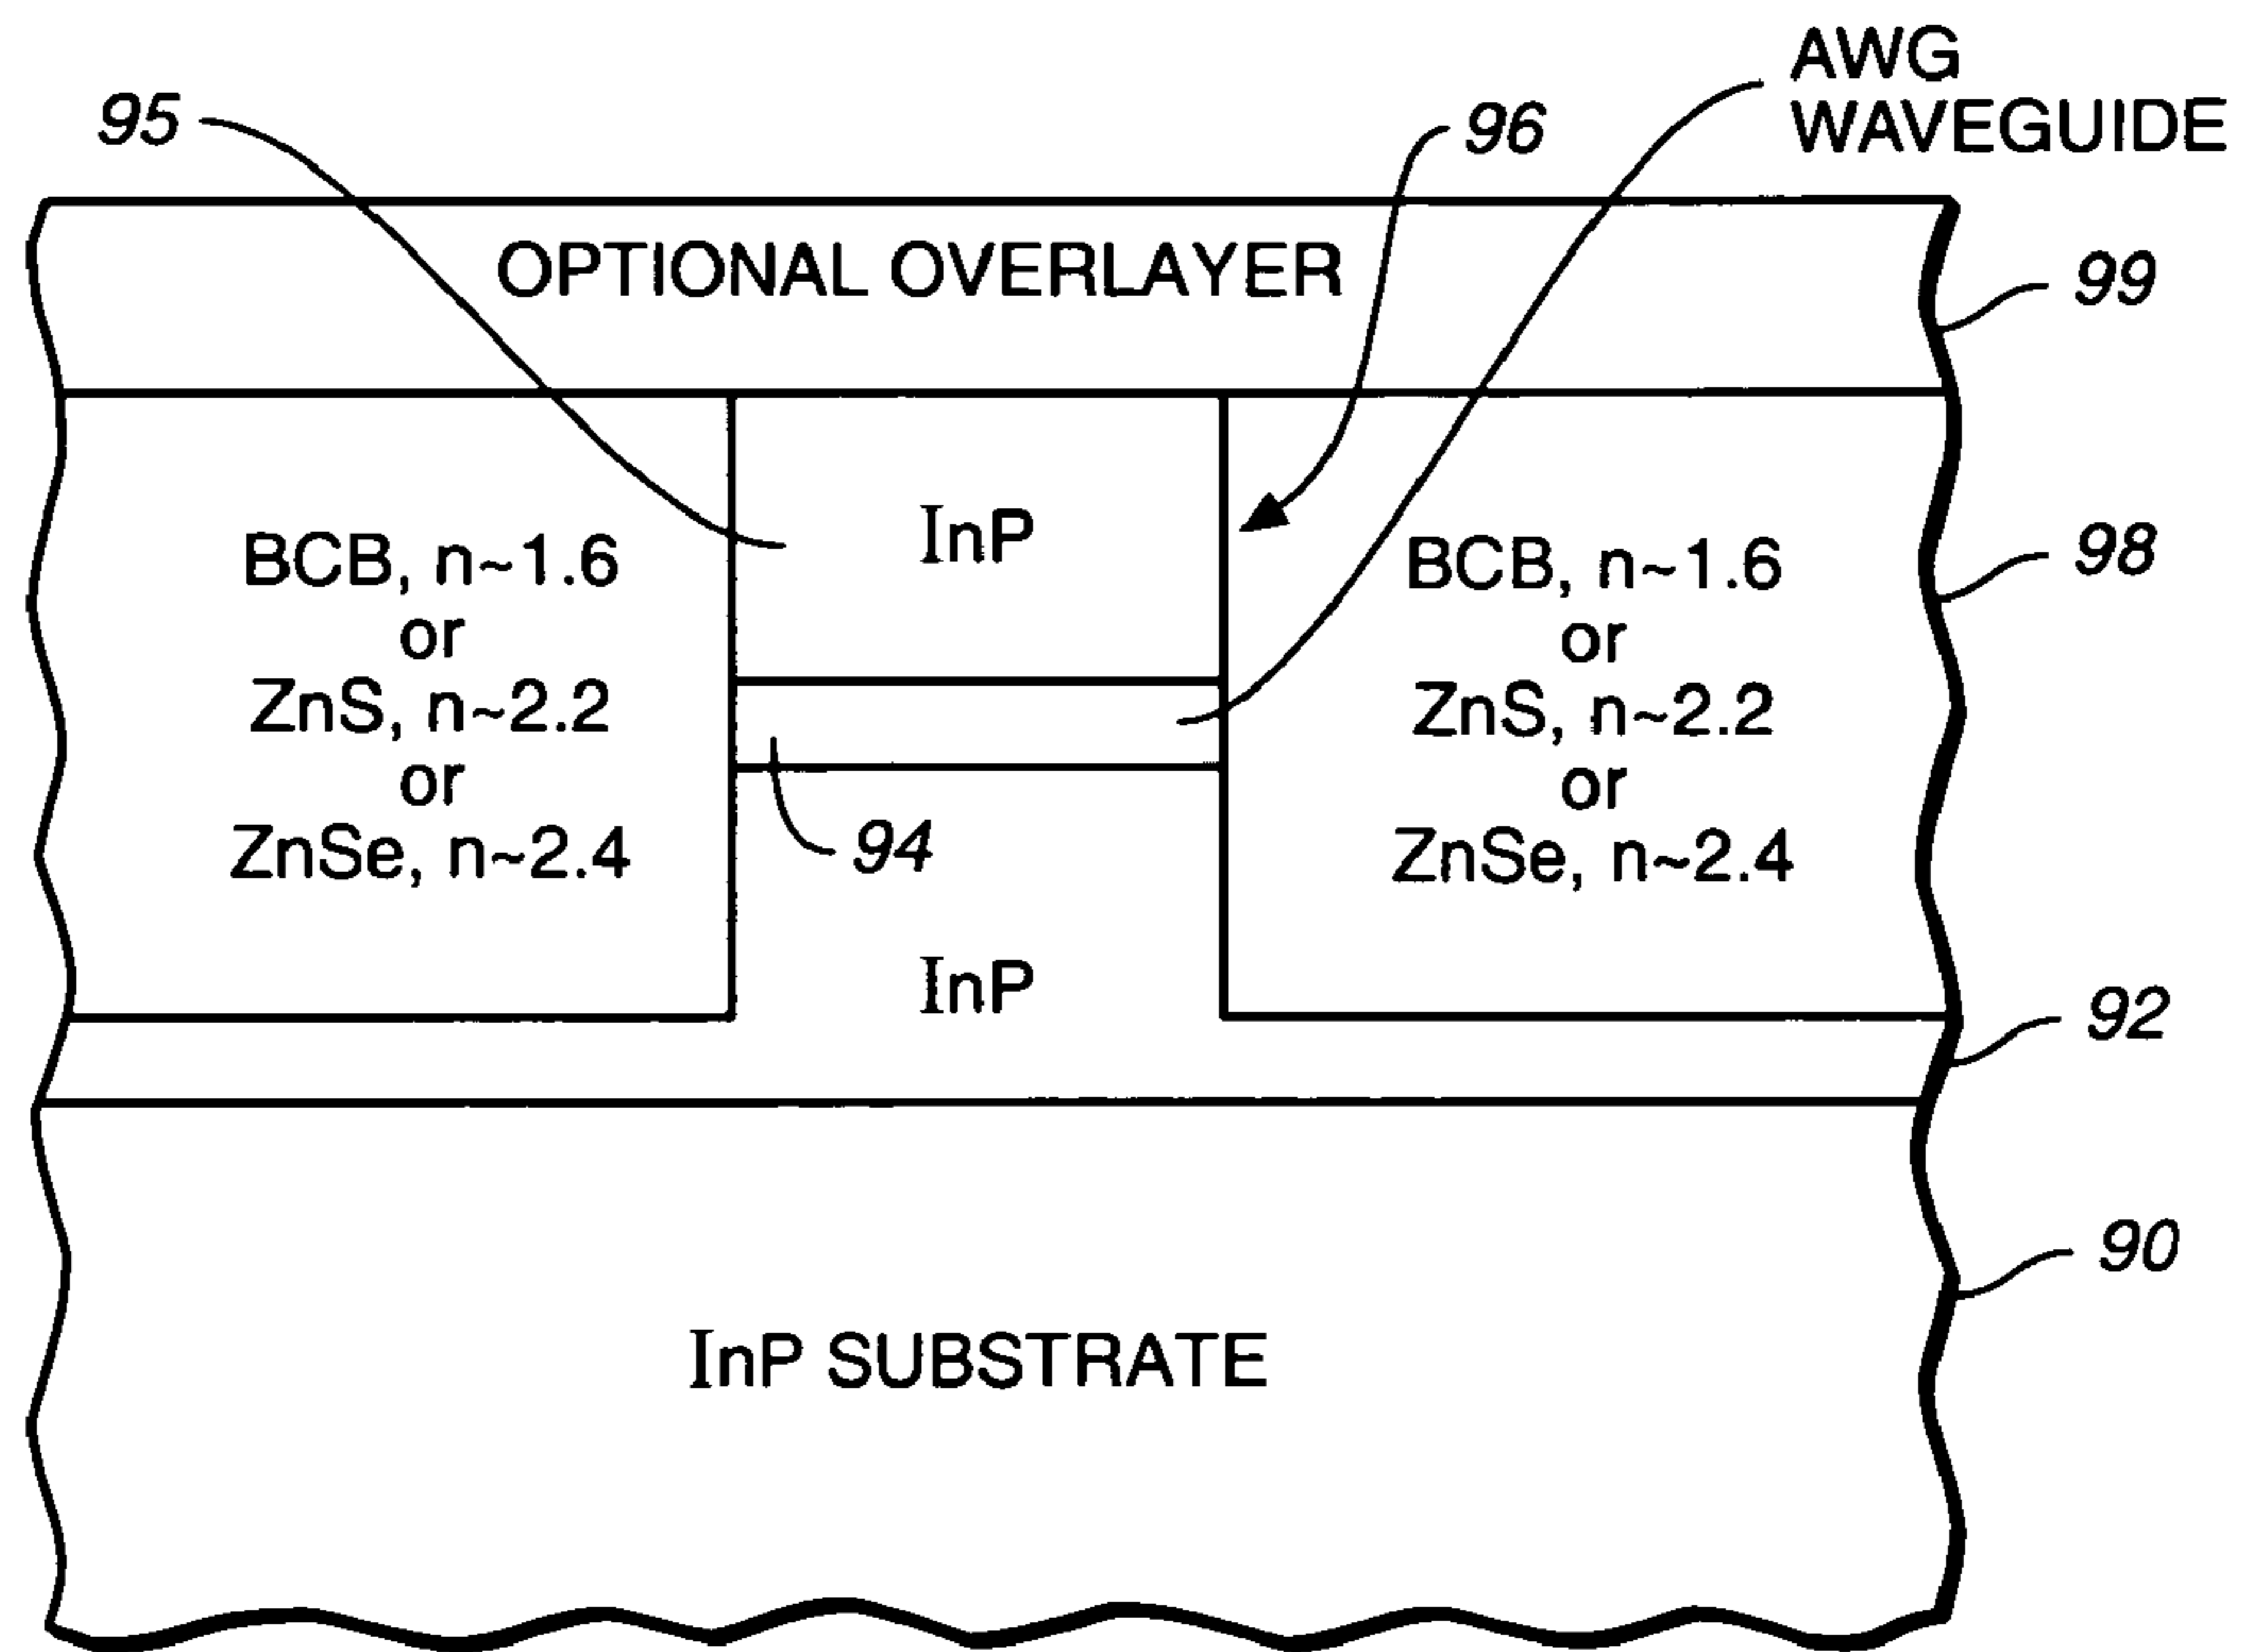 AWG
WAVEGUIDE
95
96
OPTIONAL OVERLAYER
99
InP
BCB, n~1.6
or
ZnS, n~2.2
or
ZnSe, n~2.4
BCB, n~1.6
or
ZnS, n~2.2
or
ZnSe, n~2.4
98
94
InP
92
90
InP SUBSTRATE